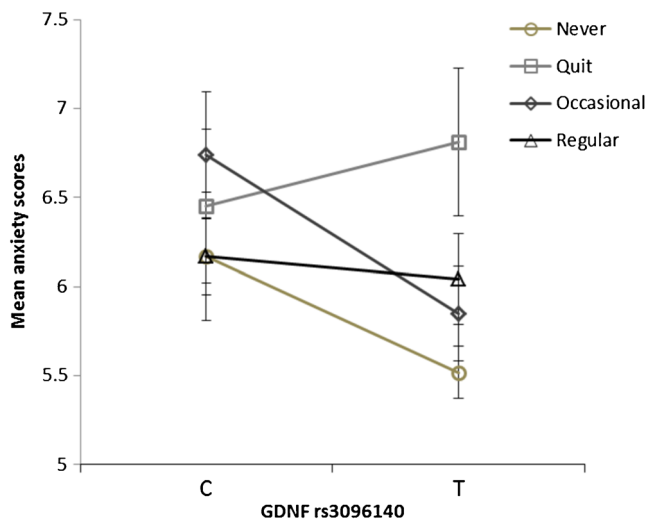 7.5
7
6.5
6
5.5
5
Mean anxiety scores
C
T
GDNF rs3096140
Never
Quit
Occasional
Regular